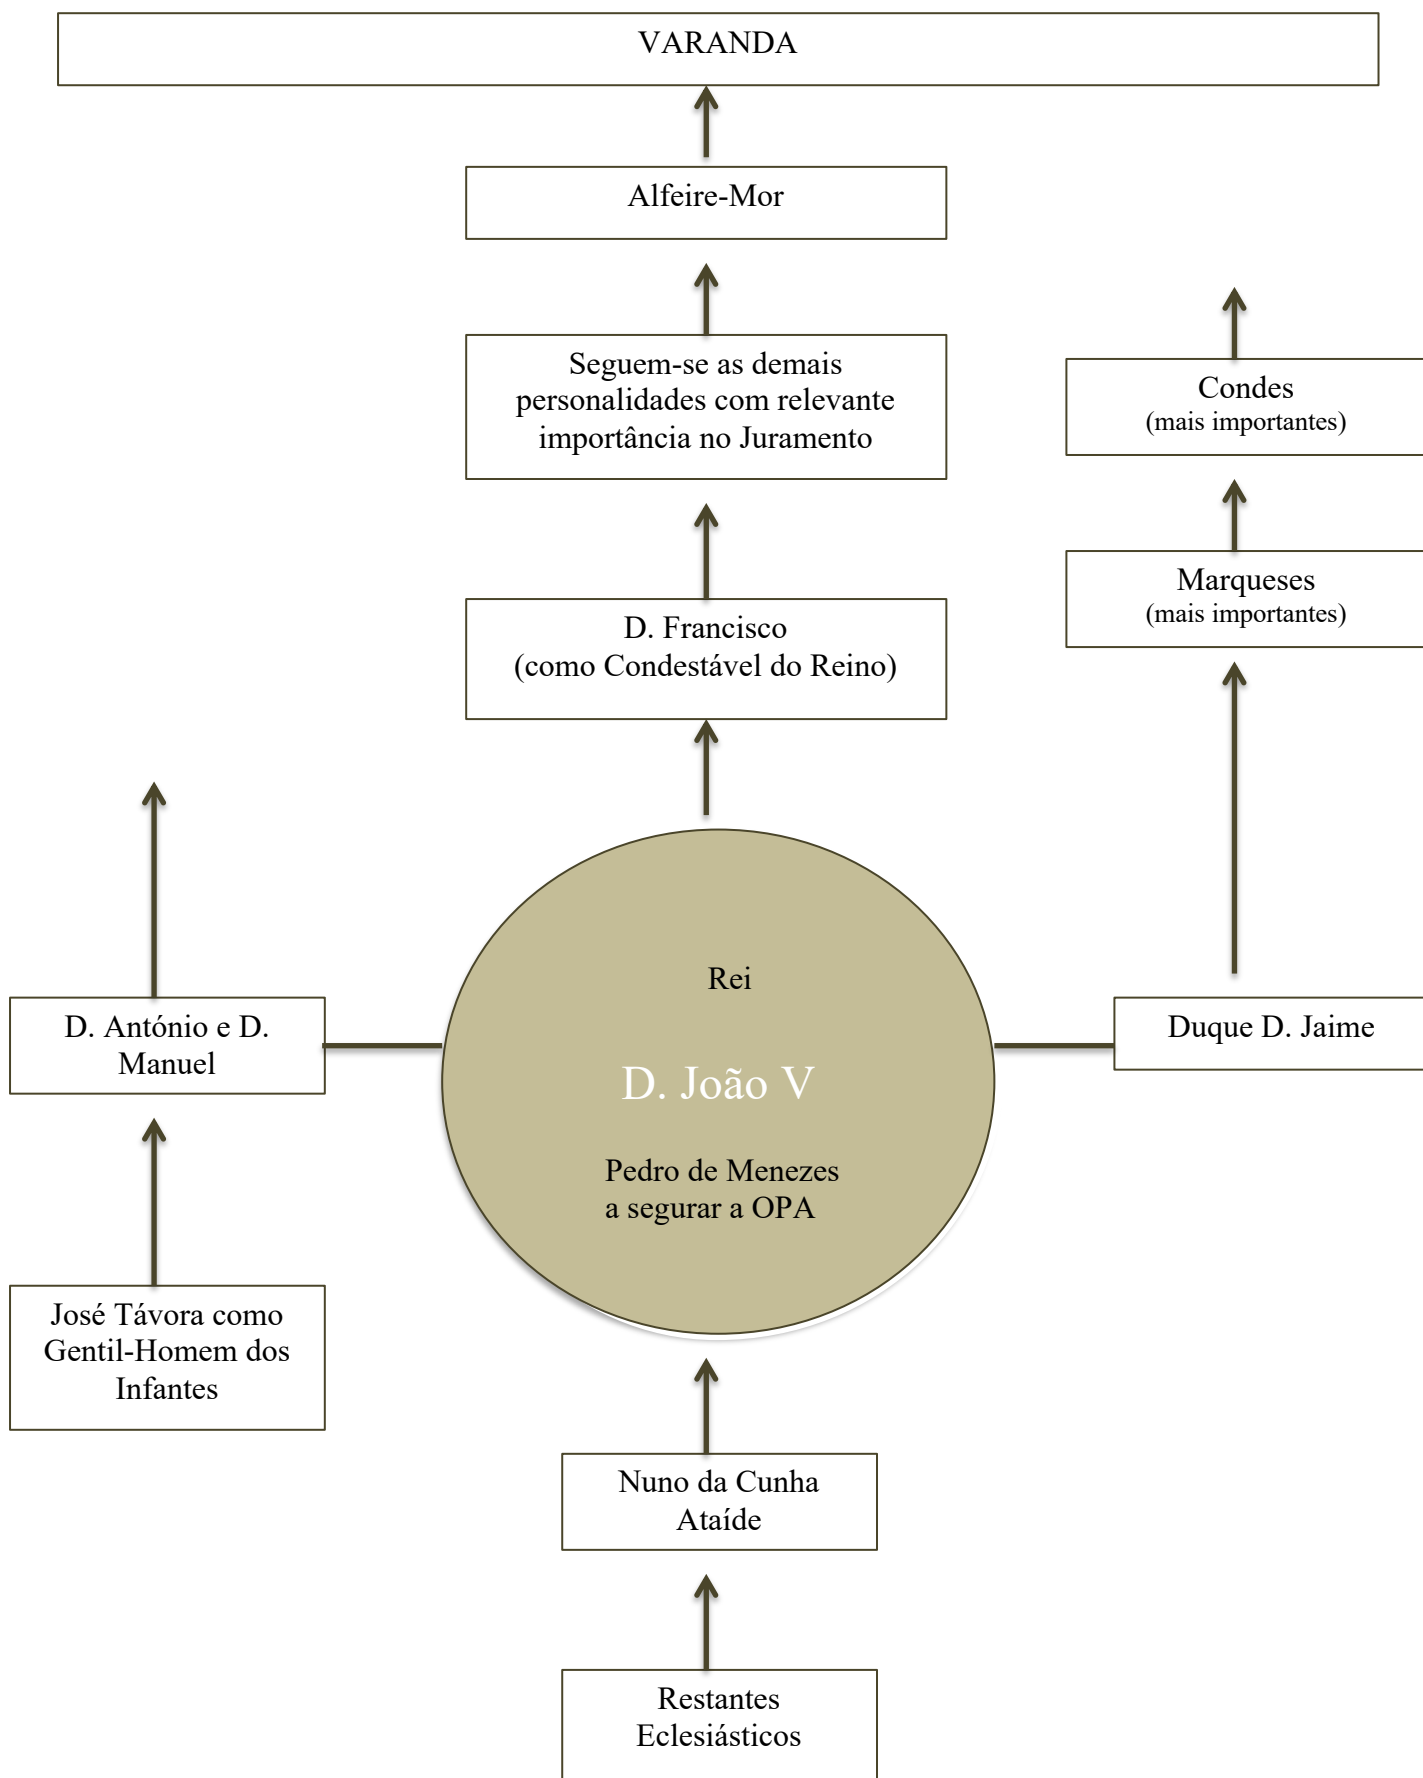 VARANDA
Alfeire-Mor
Seguem-se as demais
personalidades com relevante
importância no Juramento
Condes
(mais importantes)
Marqueses
(mais importantes)
D. Francisco
(como Condestável do Reino)
Rei
D. António e D.
Manuel
D. João V
Duque D. Jaime
Pedro de Menezes
a segurar a OPA
José Távora como
Gentil-Homem dos
Infantes
Nuno da Cunha
Ataíde
Restantes
Eclesiásticos